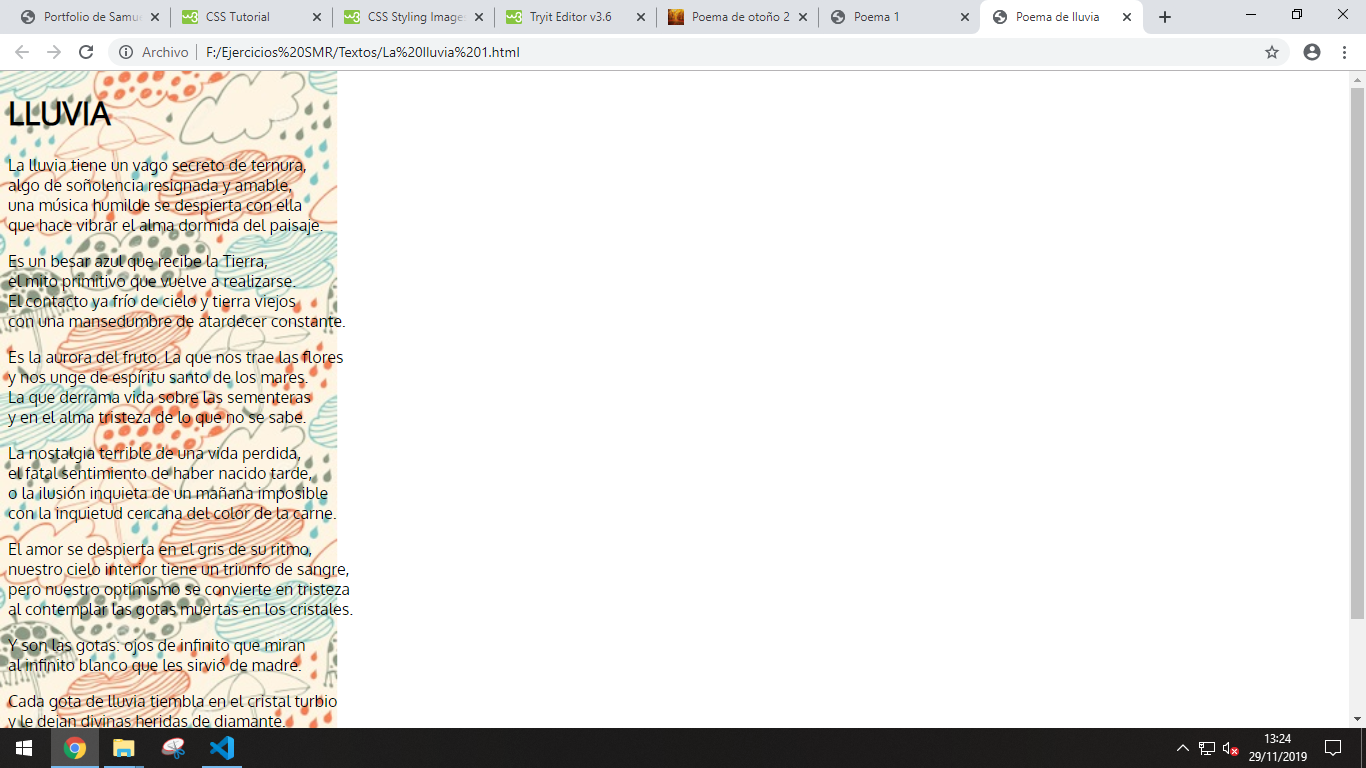 Portfolio de Samue
CSS Tutorial
CSS Styling Images
Tryit Editor v3.6
Poema de otoño 2
Poema 1
Poema de lluvia
Archivo
F:/Ejercicios%20SMR/Textos/La%20lluvia%201.html
LLUVIA
La lluvia tiene un vago secreto de ternura,
algo de soñolencia resignada y amable,
una música humilde se despierta con ella
que hace vibrar el alma dormida del paisaje.
Es un besar azul que recibe la Tierra,
el mito primitivo que vuelve a realizarse.
El contacto ya frío de cielo y tierra viejos
con una mansedumbre de atardecer constante.
Es la aurora del fruto. La que nos trae las flores
y nos unge de espíritu santo de los mares.
La que derrama vida sobre las sementeras
y en el alma tristeza de lo que no se sabe.
La nostalgia terrible de una vida perdida,
el fatal sentimiento de haber nacido tarde,
o la ilusión inquieta de un mañana imposible
con la inquietud cercana del color de la carne.
El amor se despierta en el gris de su ritmo,
nuestro cielo interior tiene un triunfo de sangre,
pero nuestro optimismo se convierte en tristeza
al contemplar las gotas muertas en los cristales.
Y son las gotas: ojos de infinito que miran
al infinito blanco que les sirvió de madre.
Cada gota de lluvia tiembla en el cristal turbio
y le dejan divinas heridas de diamante.
13:24
29/11/2019